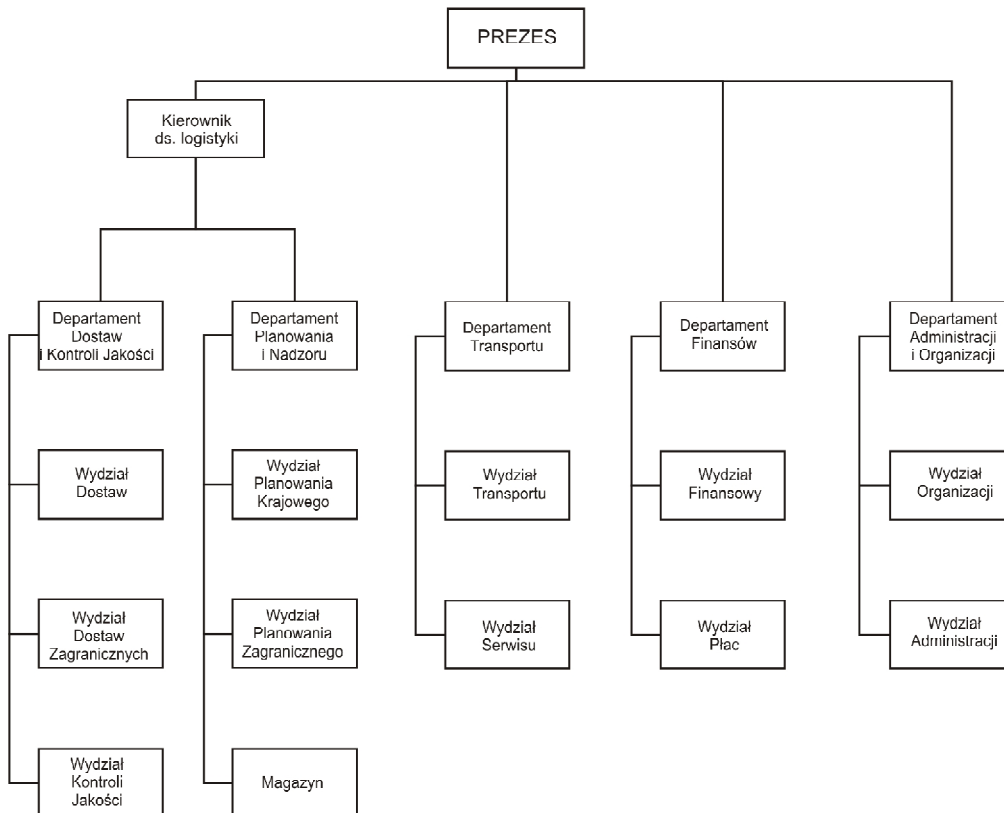 PREZES
Kierownik
ds. logistyki
Departament
Dostaw
i Kontroli Jakości
Departament
Planowania
i Nadzoru
Departament
Transportu
Departament
Finansów
Departament
Administracji
i Organizacji
Wydział
Dostaw
Wydział
Planowania
Krajowego
Wydział
Transportu
Wydział
Finansowy
Wydział
Organizacji
Wydział
Dostaw
Zagranicznych
Wydział
Planowania
Zagranicznego
Wydział
Serwisu
Wydział
Płac
Wydział
Administracji
Wydział
Kontroli
Jakości
Magazyn